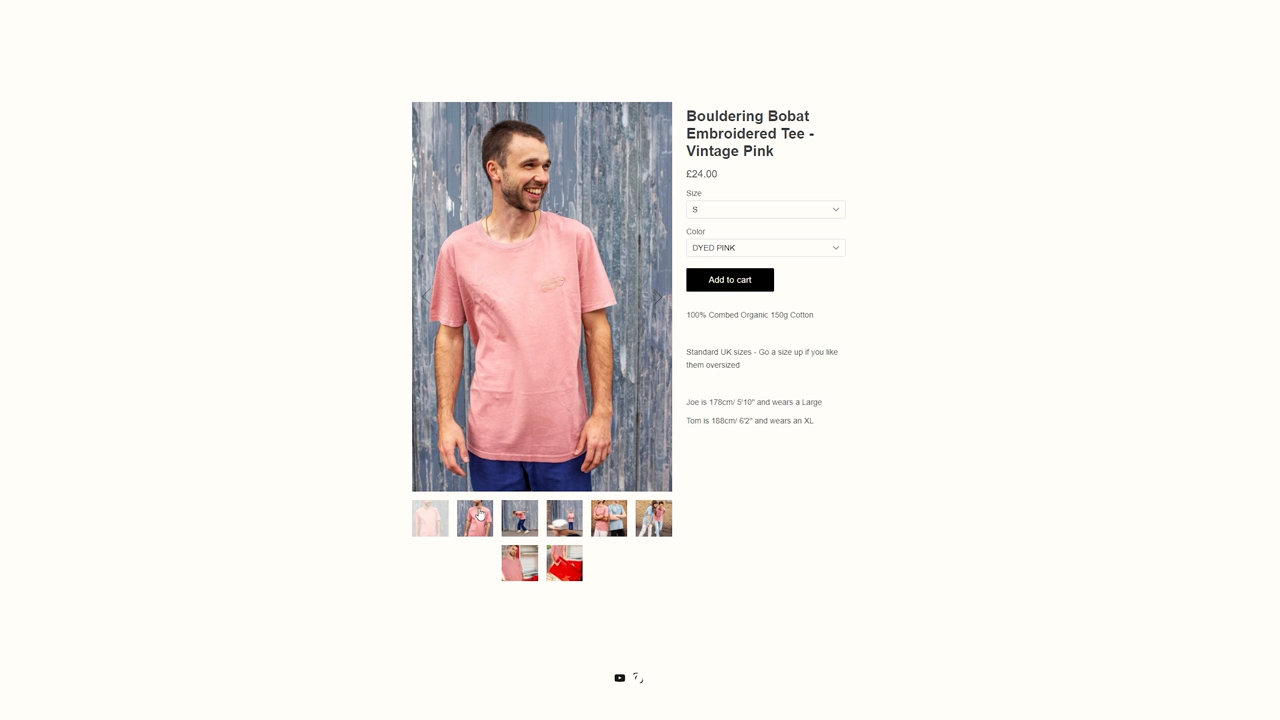 Bouldering Bobat
Embroidered Tee -
Vintage Pink
£24.00
Size
S
Color
DYED PINK
Add to cart
100% Combed Organic 150g Cotton
Standard UK sizes - Go a size up if you like
them oversized
Joe is 178cm/ 5'10" and wears a Large
Tom is 188cm/ 6'2" and wears an XL